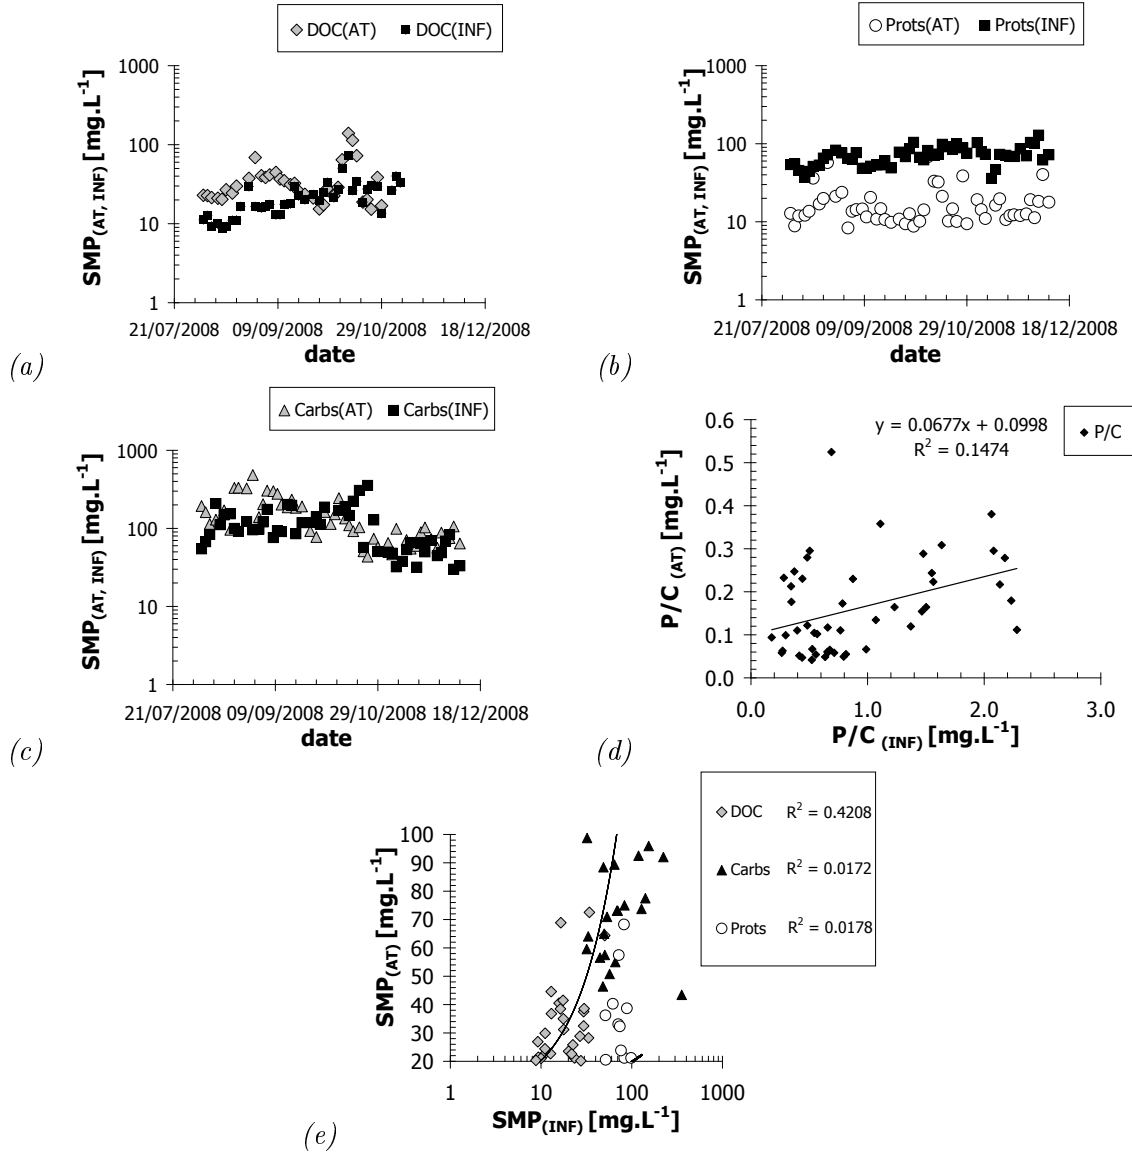 DOC(AT) DOC(INF)
1000
100
10
1
SMP(AT, INF) [mg.L-1]
21/07/2008 09/09/2008 29/10/2008 18/12/2008
date
(a)
Prots(AT) Prots(INF)
1000
100
10
1
SMP(AT, INF) [mg.L-1]
21/07/2008 09/09/2008 29/10/2008 18/12/2008
date
(b)
Carbs(AT) Carbs(INF)
1000
100
10
1
SMP(AT, INF) [mg.L-1]
21/07/2008 09/09/2008 29/10/2008 18/12/2008
date
(c)
P/C
y = 0.0677x + 0.0998
R2 = 0.1474
0.6
0.5
0.4
0.3
0.2
0.1
0.0
P/C (AT) [mg.L-1]
0.0 1.0 2.0 3.0
P/C (INF) [mg.L-1]
(d)
DOC R2 = 0.4208
Carbs R2 = 0.0172
Prots R2 = 0.0178
100
90
80
70
60
50
40
30
20
SMP(AT) [mg.L-1]
1 10 100 1000
SMP(INF) [mg.L-1]
(e)